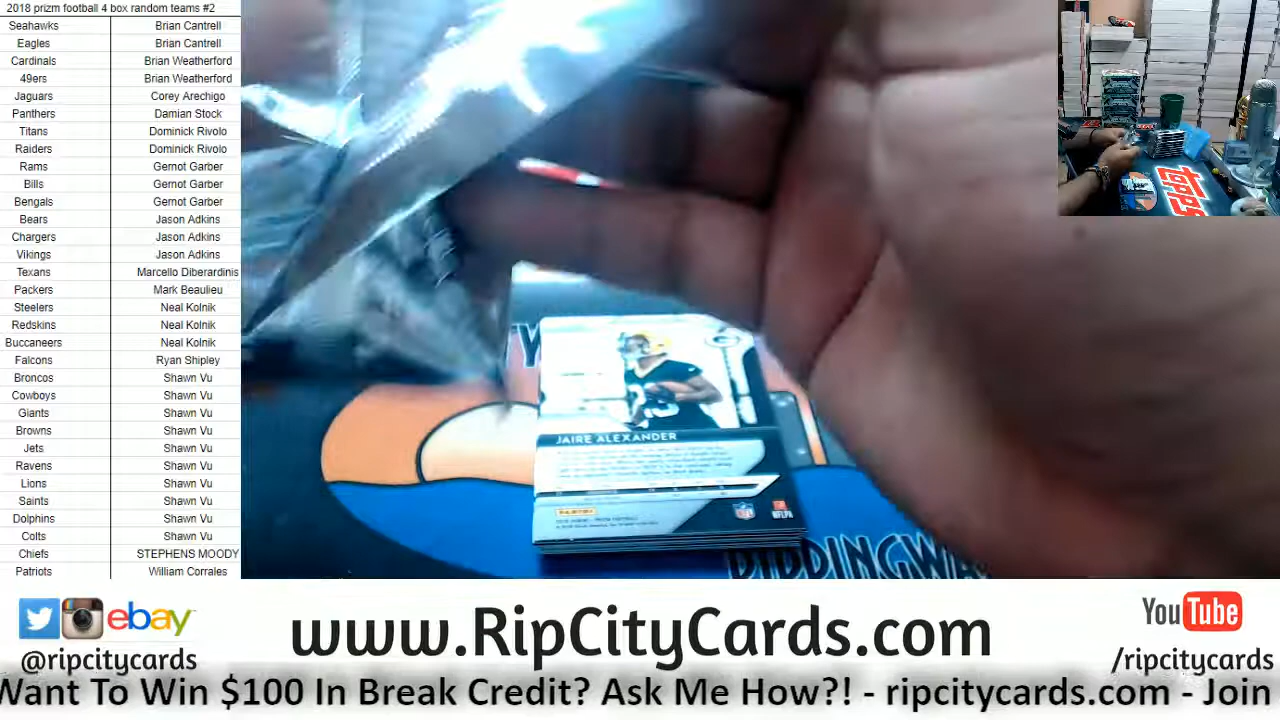 2018 prizm football 4 box random teams #2
Seahawks Brian Cantrell
Eagles Brian Cantrell
Cardinals Brian Weatherford
49ers Brian Weatherford
Jaguars Corey Arechigo
Panthers Damian Stock
Titans Dominick Rivolo
Raiders Dominick Rivolo
Rams Gernot Garber
Bills Gernot Garber
Bengals Gernot Garber
Bears Jason Adkins
Chargers Jason Adkins
Vikings Jason Adkins
Texans Marcello Diberardinis
Packers Mark Beaulieu
Steelers Neal Kolnik
Redskins Neal Kolnik
Buccaneers Neal Kolnik
Falcons Ryan Shipley
Broncos Shawn Vu
Cowboys Shawn Vu
Giants Shawn Vu
Browns Shawn Vu
Jets Shawn Vu
Ravens Shawn Vu
Lions Shawn Vu
Saints Shawn Vu
Dolphins Shawn Vu
Colts Shawn Vu
Chiefs STEPHENS MOODY
Patriots William Corrales
topps
JAIRE ALEXANDER
PANINI
NFL
NFLPA
ebay
@ripcitycards
www.RipCityCards.com
YouTube
/ripcitycards
Want To Win $100 In Break Credit? Ask Me How?! - ripcitycards.com - Join